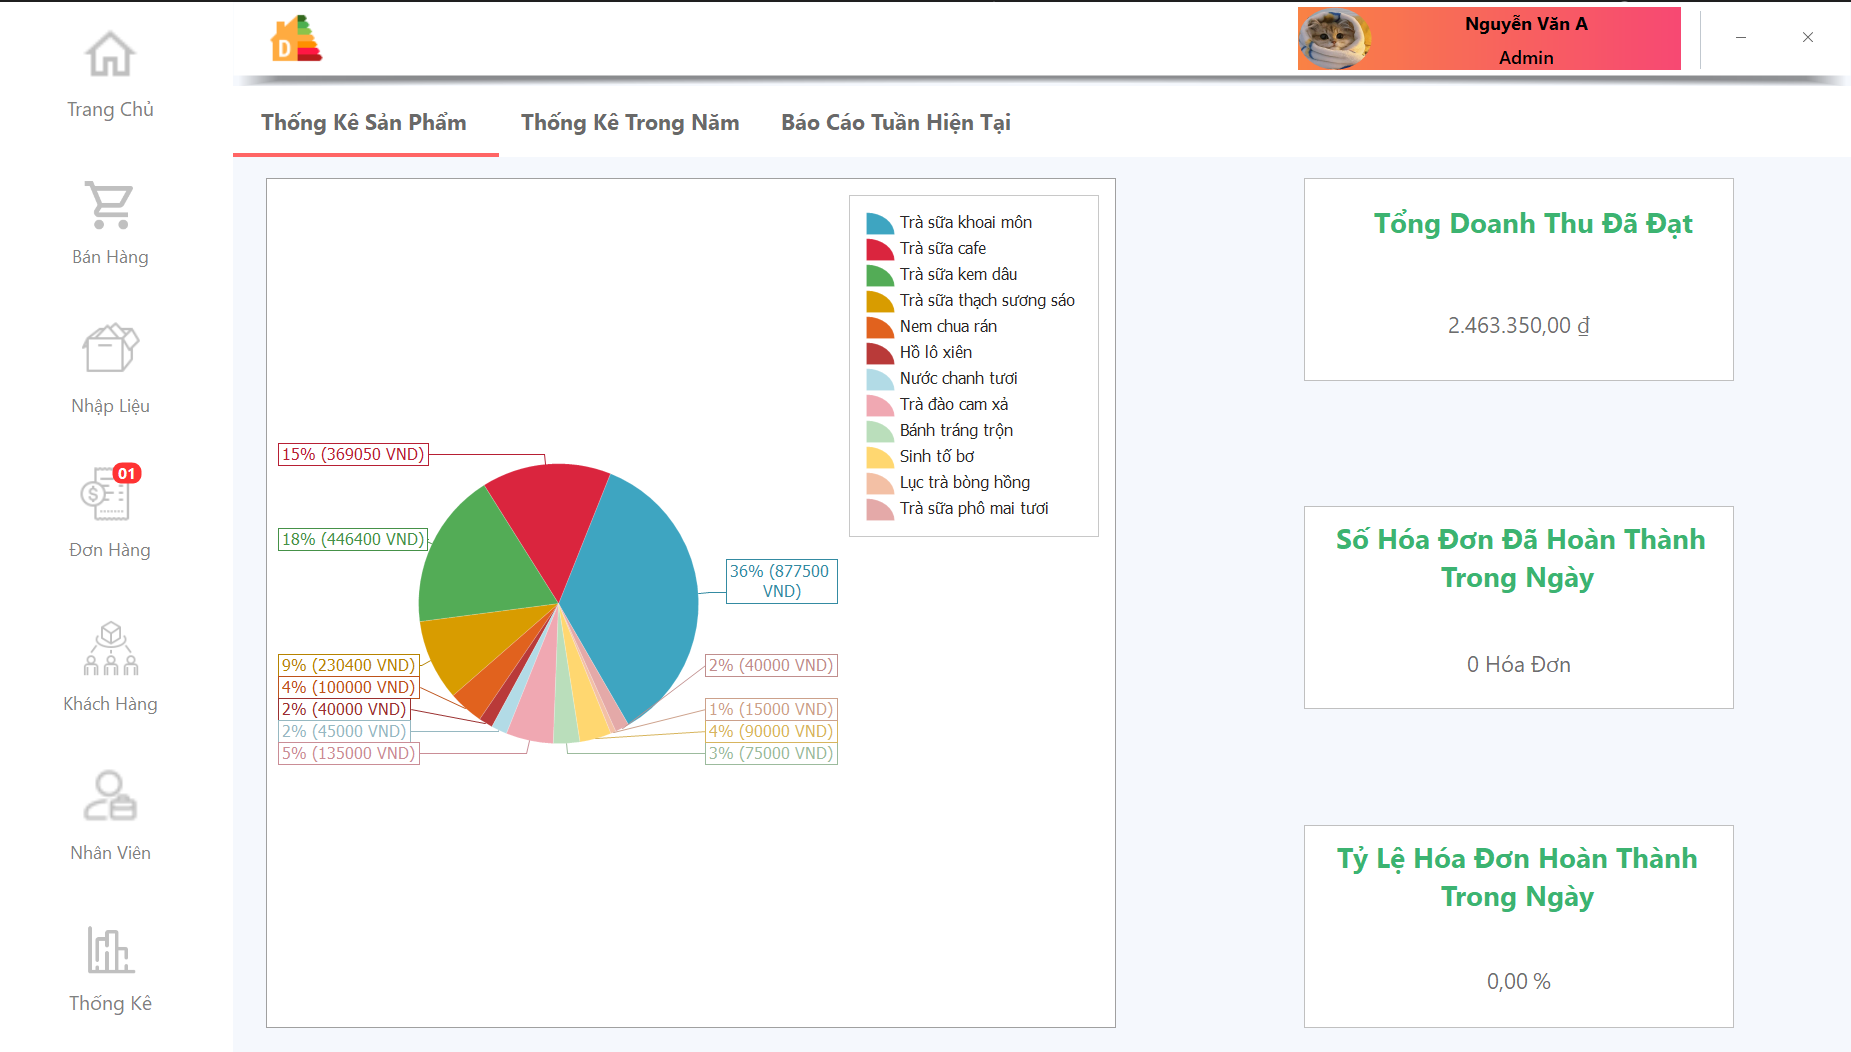 Trang Chủ
Bán Hàng
Nhập Liệu
01
Đơn Hàng
Khách Hàng
Nhân Viên
Thống Kê
D
Nguyễn Văn A
Admin
Thống Kê Sản Phẩm
Thống Kê Trong Năm
Báo Cáo Tuần Hiện Tại
Trà sữa khoai môn
Trà sữa cafe
Trà sữa kem dâu
Trà sữa thạch sương sáo
Nem chua rán
Hồ lô xiên
Nước chanh tươi
Trà đào cam xả
Bánh tráng trộn
Sinh tố bơ
Lục trà bòng hồng
Trà sữa phô mai tươi
15% (369050 VND)
18% (446400 VND)
36% (877500
VND)
9% (230400 VND)
4% (100000 VND)
2% (40000 VND)
2% (45000 VND)
5% (135000 VND)
2% (40000 VND)
1% (15000 VND)
4% (90000 VND)
3% (75000 VND)
Tổng Doanh Thu Đã Đạt
2.463.350,00 ₫
Số Hóa Đơn Đã Hoàn Thành
Trong Ngày
0 Hóa Đơn
Tỷ Lệ Hóa Đơn Hoàn Thành
Trong Ngày
0,00 %